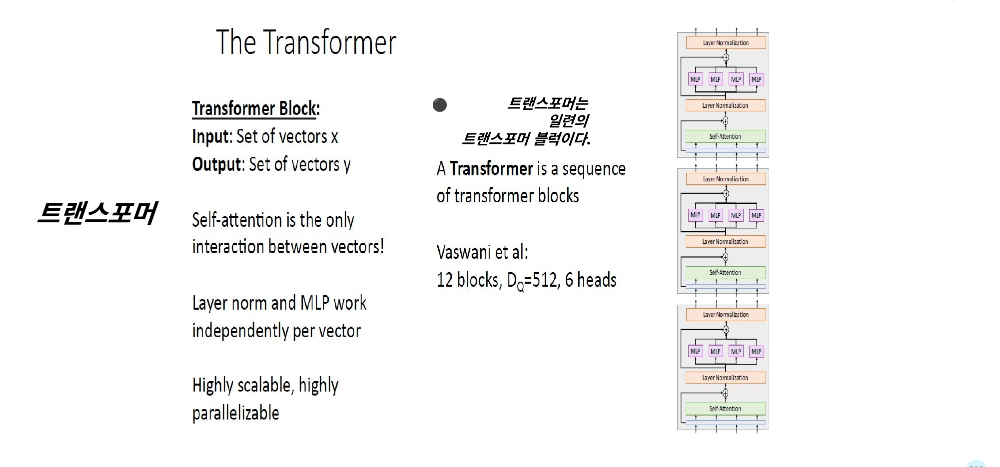 The Transformer
트랜스포머
Transformer Block:
Input: Set of vectors x
Output: Set of vectors y
Self-attention is the only
interaction between vectors!
Layer norm and MLP work
independently per vector
Highly scalable, highly
parallelizable
트랜스포머는
일련의
트랜스포머 블럭이다.
A Transformer is a sequence
of transformer blocks
Vaswani et al:
12 blocks, D_Q=512, 6 heads
Layer Normalization
MLP MLP MLP MLP
Layer Normalization
Self-Attention
Layer Normalization
MLP MLP MLP MLP
Layer Normalization
Self-Attention
Layer Normalization
MLP MLP MLP MLP
Layer Normalization
Self-Attention